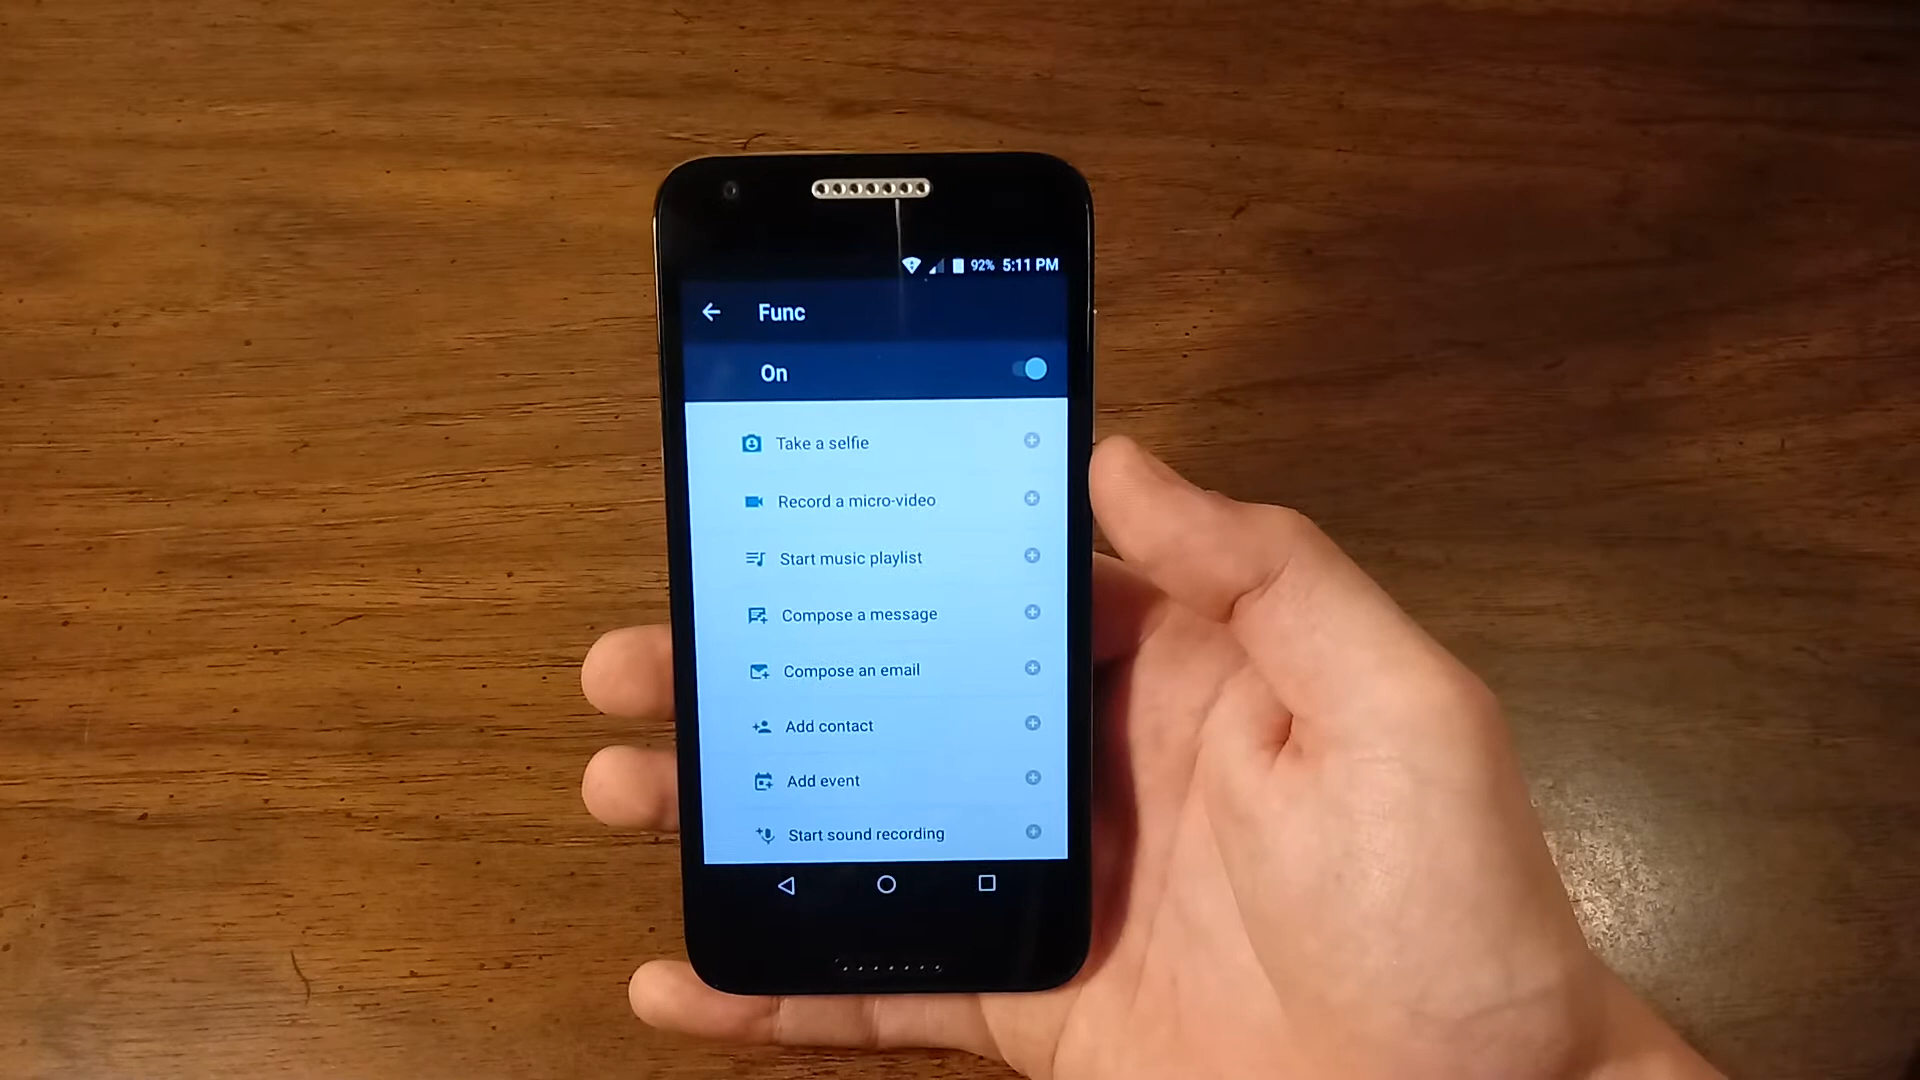 92% 5:11 PM
Func
On
Take a selfie
Record a micro-video
Start music playlist
Compose a message
Compose an email
Add contact
Add event
Start sound recording